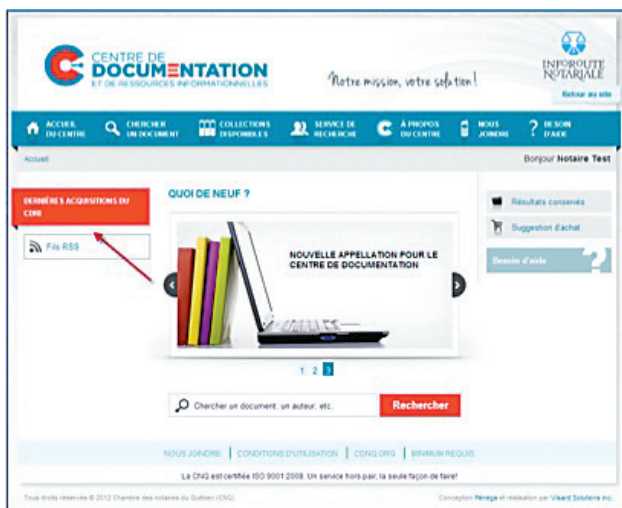 CENTRE DE
DOCUMENTATION
ET DE RESSOURCES INFORMATIONNELLES
Notre mission, votre solution!
INFOROUTE
NOTARIALE
Retour au site
ACCUEIL
DU CENTRE
CHERCHER
UN DOCUMENT
COLLECTIONS
DISPONIBLES
SERVICE DE
RECHERCHE
À PROPOS
DU CENTRE
NOUS
JOINDRE
? BESOIN
D'AIDE
Accueil
Bonjour Notaire Test
DERNIÈRES ACQUISITIONS DU
CDRI
Fils RSS
QUOI DE NEUF ?
NOUVELLE APPELLATION POUR LE
CENTRE DE DOCUMENTATION
1 2 3
Chercher un document, un auteur, etc.
Rechercher
Résultats conservés
Suggestion d'achat
Besoin d'aide ?
NOUS JOINDRE | CONDITIONS D'UTILISATION | CDNQ.ORG | MINIMUM REQUIS
La CNQ est certifiée ISO 9001:2008. Un service hors pair, la seule façon de faire!
Tous droits réservés © 2012 Chambre des notaires du Québec (CNQ)
Conception Pénéga et réalisation par Visard Solutions inc.